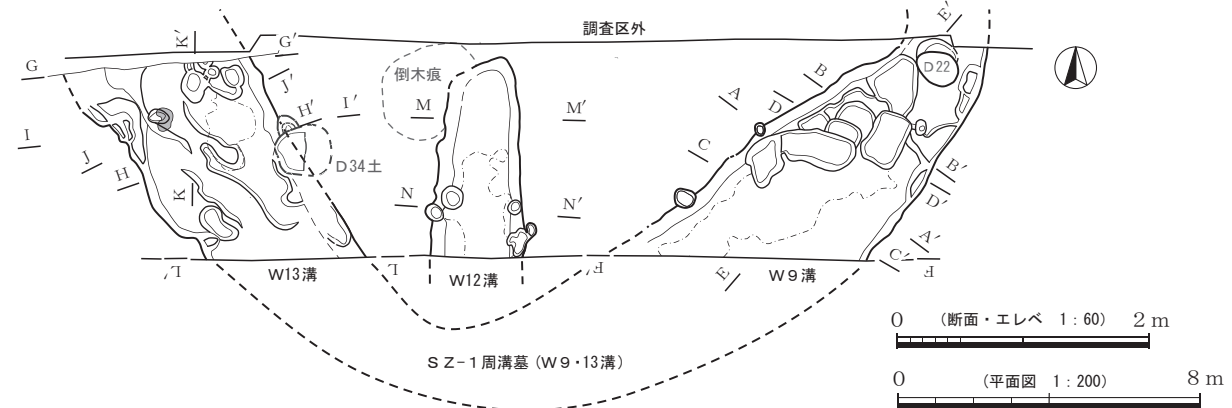 調査区外
E′
K′
G′
G
J′
倒木痕
D22
B
A
D
H′
I′
M
M′
I
J
H
C
D34土
K
N
N′
B′
D′
A′
C′
L′
L
F′
E
F
W13溝
W12溝
W9溝
SZ-1周溝墓(W9・13溝)
0 (断面・エレベ 1:60) 2m
0 (平面図 1:200) 8m